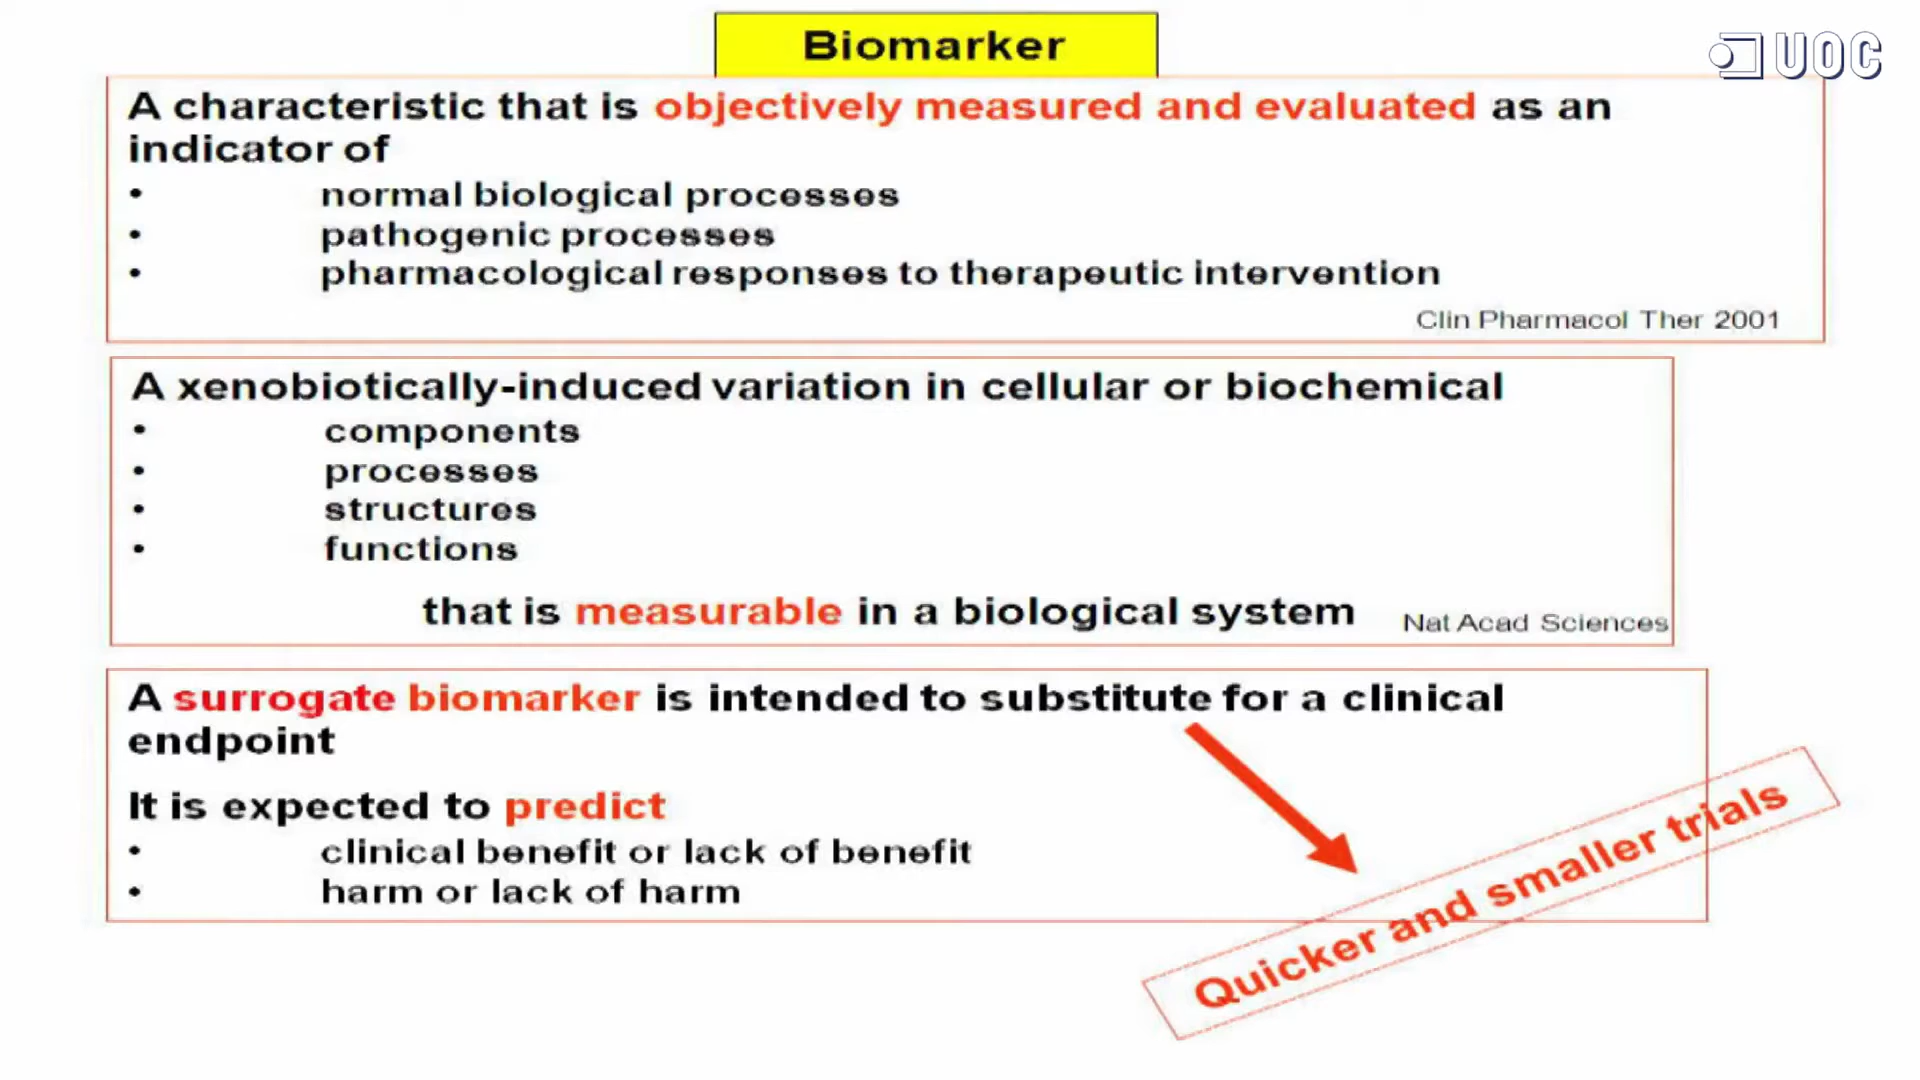 Biomarker
UOC
A characteristic that is objectively measured and evaluated as an
indicator of
• normal biological processes
• pathogenic processes
• pharmacological responses to therapeutic intervention
Clin Pharmacol Ther 2001
A xenobiotically-induced variation in cellular or biochemical
• components
• processes
• structures
• functions
that is measurable in a biological system
Nat Acad Sciences
A surrogate biomarker is intended to substitute for a clinical
endpoint
It is expected to predict
• clinical benefit or lack of benefit
• harm or lack of harm
Quicker and smaller trials